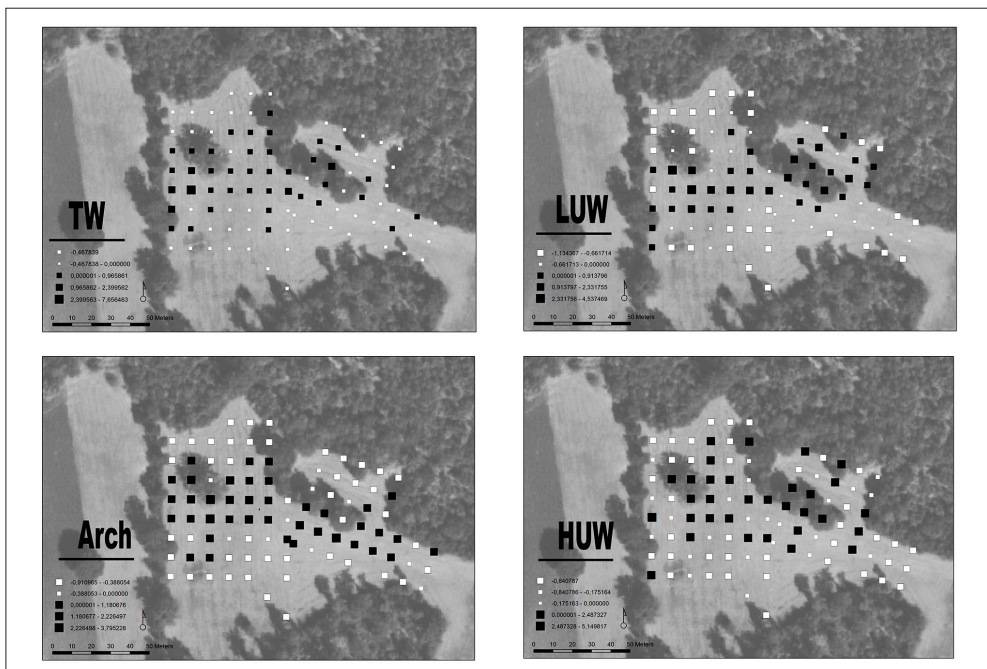 TW
-0,467839
-0,467838 - 0,000000
0,000001 - 0,965861
0,965862 - 2,399562
2,399563 - 7,656463
0 10 20 30 40 50 Meters
LUW
-1,134367 - -0,661714
-0,661713 - 0,000000
0,000001 - 0,913796
0,913797 - 2,331755
2,331756 - 4,537469
0 10 20 30 40 50 Meters
Arch
-0,910965 - -0,388054
-0,388053 - 0,000000
0,000001 - 1,180676
1,180677 - 2,226497
2,226498 - 3,795228
0 10 20 30 40 50 Meters
HUW
-0,840787
-0,840786 - -0,175164
-0,175163 - 0,000000
0,000001 - 2,487327
2,487328 - 5,149817
0 10 20 30 40 50 Meters